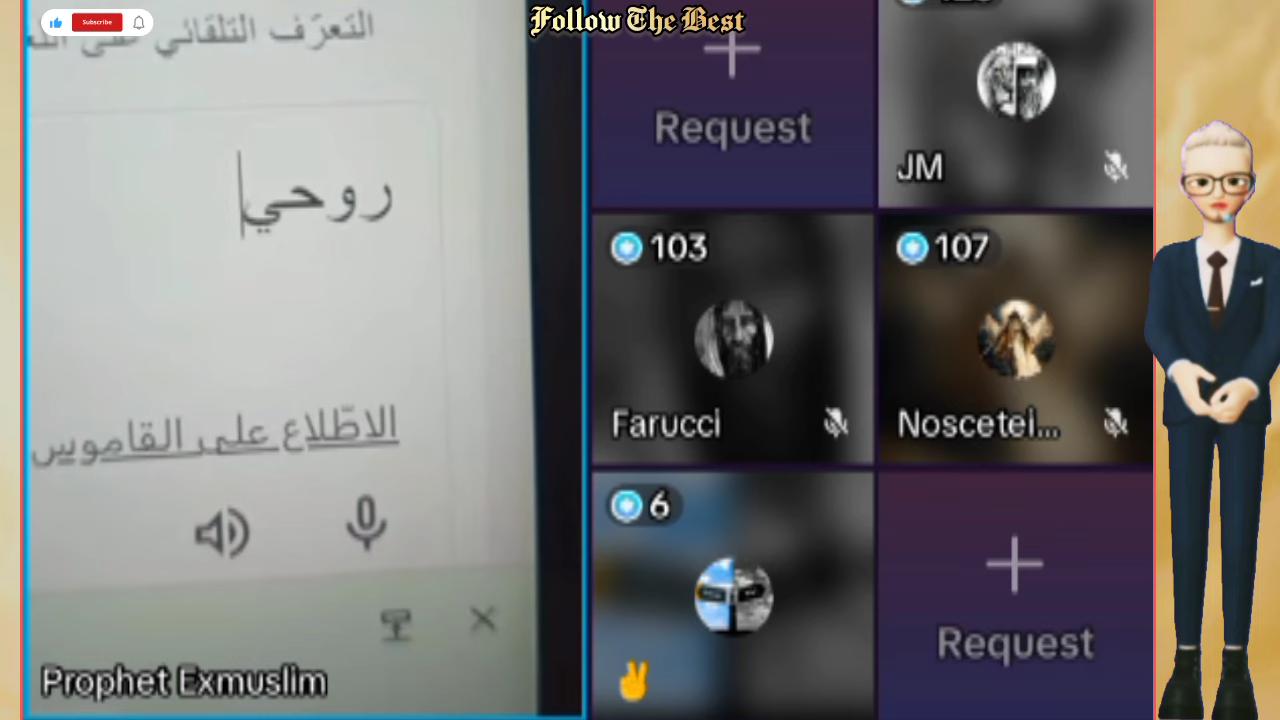 Subscribe
Follow The Best
التعرّف التلقائي على
روحي
الاطّلاع على القاموس
Prophet Exmuslim
Request
JM
103
Farucci
107
Noscetei...
6
✌
Request